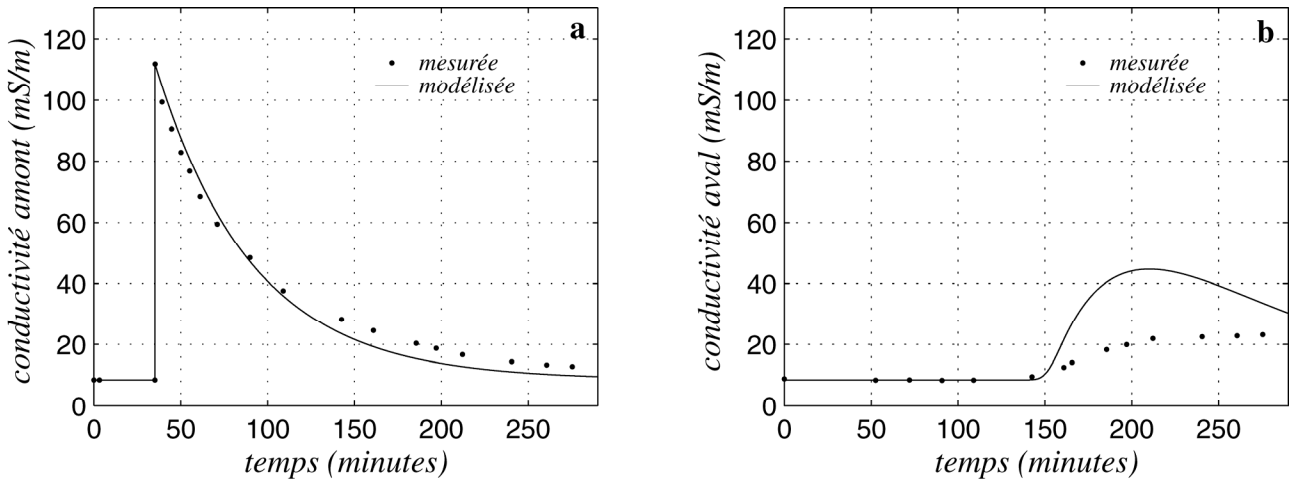 a
mesurée
modélisée
conductivité amont (mS/m)
120
100
80
60
40
20
0
0 50 100 150 200 250
temps (minutes)
b
mesurée
modélisée
conductivité aval (mS/m)
120
100
80
60
40
20
0
0 50 100 150 200 250
temps (minutes)